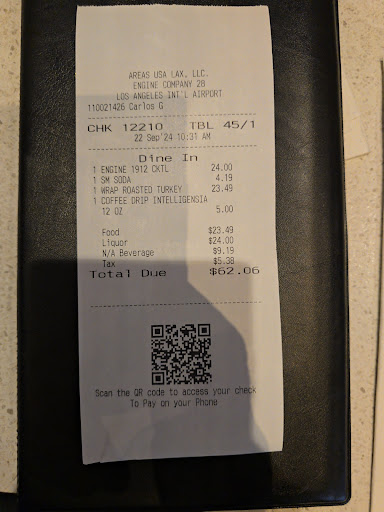 AREAS USA LAX, LLC.
ENGINE COMPANY 28
LOS ANGELES INT'L AIRPORT
110021426 Carlos G
CHK 12210 TBL 45/1
22 Sep'24 10:31 AM
Dine In
1 ENGINE 1912 CKTL 24.00
1 SM SODA 4.19
1 WRAP ROASTED TURKEY 23.49
1 COFFEE DRIP INTELLIGENSIA
12 OZ 5.00
Food $23.49
Liquor $24.00
N/A Beverage $9.19
Tax $5.38
Total Due $62.06
Scan the QR code to access your check
To Pay on your Phone